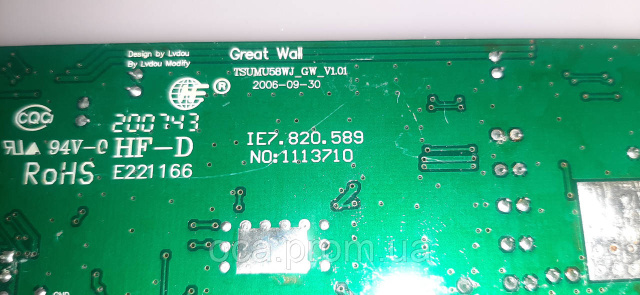 Design by Lvdou
By Lvdou Modify
Great Wall
TSUMU58WJ_GW_V1.01
2006-09-30
®
CQC
200743
94V-0 HF-D
RoHS E221166
IE7.820.589
NO:1113710
cca.prom.ua